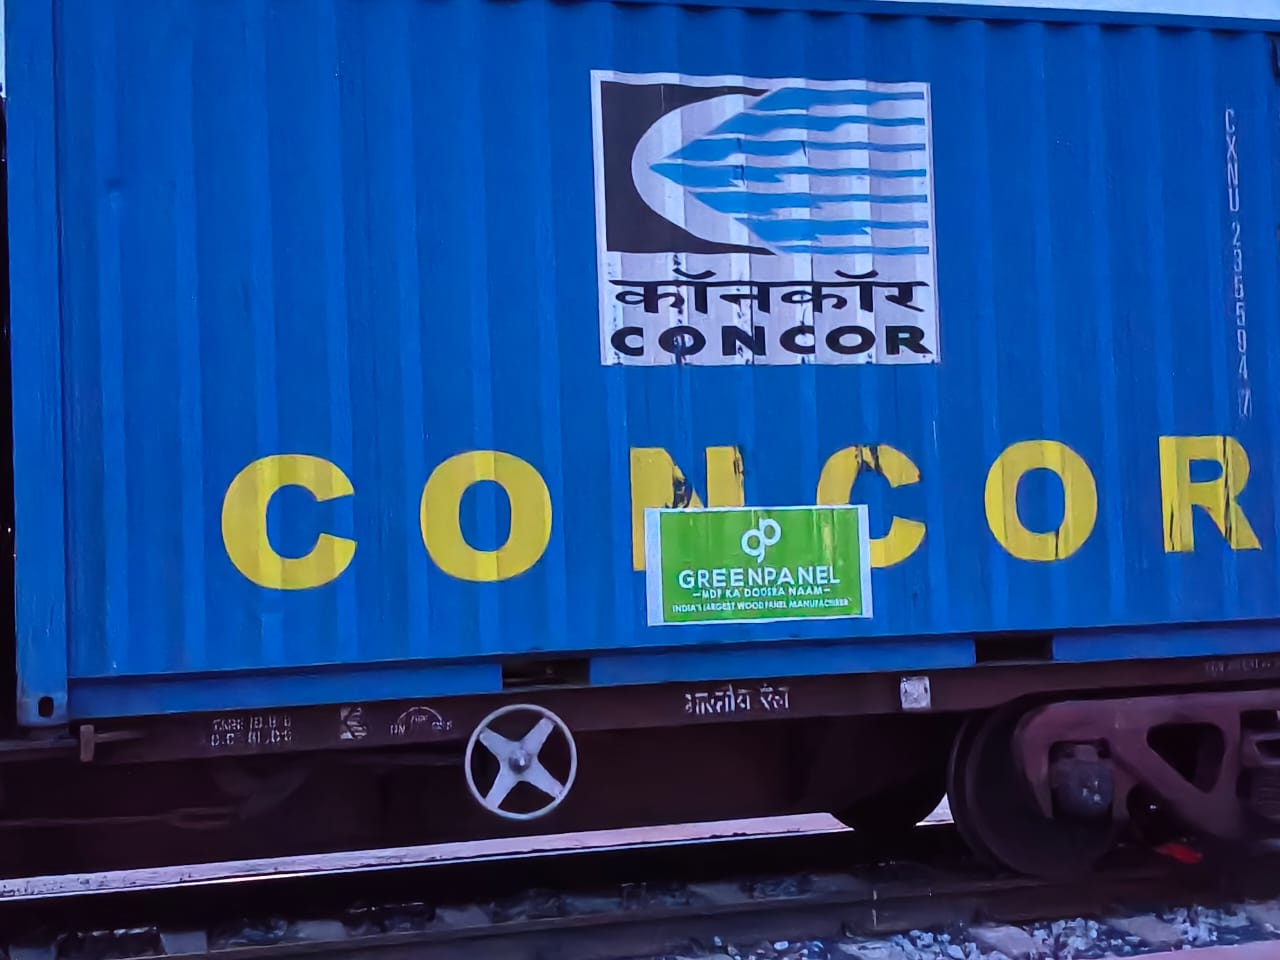 कॉनकॉर
CONCOR
CONCOR
GREENPANEL
-MDF KA DOOSRA NAAM-
INDIA'S LARGEST WOOD PANEL MANUFACTURER
भारतीय रेल